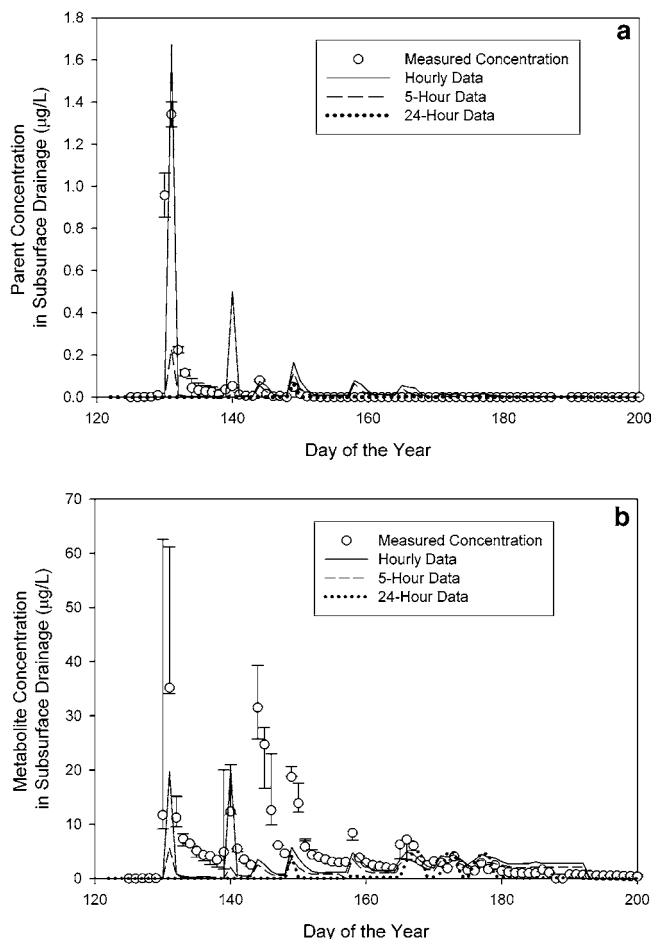 a
1.8
1.6
1.4
1.2
1.0
0.8
0.6
0.4
0.2
0.0
Parent Concentration
in Subsurface Drainage (µg/L)
Measured Concentration
Hourly Data
5-Hour Data
24-Hour Data
120 140 160 180 200
Day of the Year
b
70
60
50
40
30
20
10
0
Metabolite Concentration
in Subsurface Drainage (µg/L)
Measured Concentration
Hourly Data
5-Hour Data
24-Hour Data
120 140 160 180 200
Day of the Year